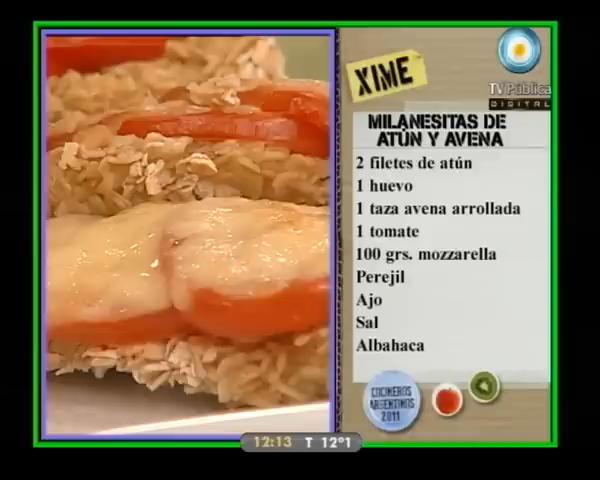 XIME
TV Pública
DIGITAL
MILANESITAS DE
ATÚN Y AVENA
2 filetes de atún
1 huevo
1 taza avena arrollada
1 tomate
100 grs. mozzarella
Perejil
Ajo
Sal
Albahaca
COCINEROS
ARGENTINOS
2011
12:13 T 12°1